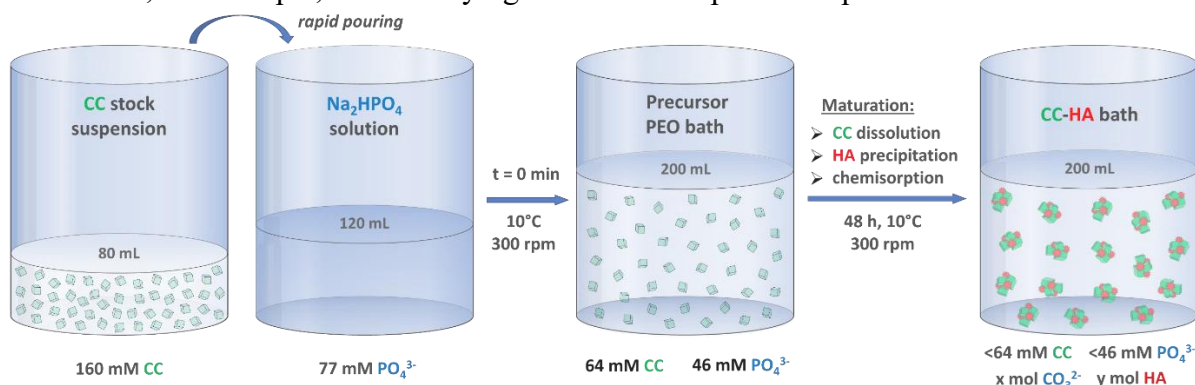 rapid pouring
CC stock
suspension
80 mL
160 mM CC
Na₂HPO₄
solution
120 mL
77 mM PO₄³⁻
t = 0 min
10°C
300 rpm
Precursor
PEO bath
200 mL
64 mM CC 46 mM PO₄³⁻
Maturation:
➢ CC dissolution
➢ HA precipitation
➢ chemisorption
48 h, 10°C
300 rpm
CC-HA bath
200 mL
<64 mM CC <46 mM PO₄³⁻
x mol CO₃²⁻ y mol HA